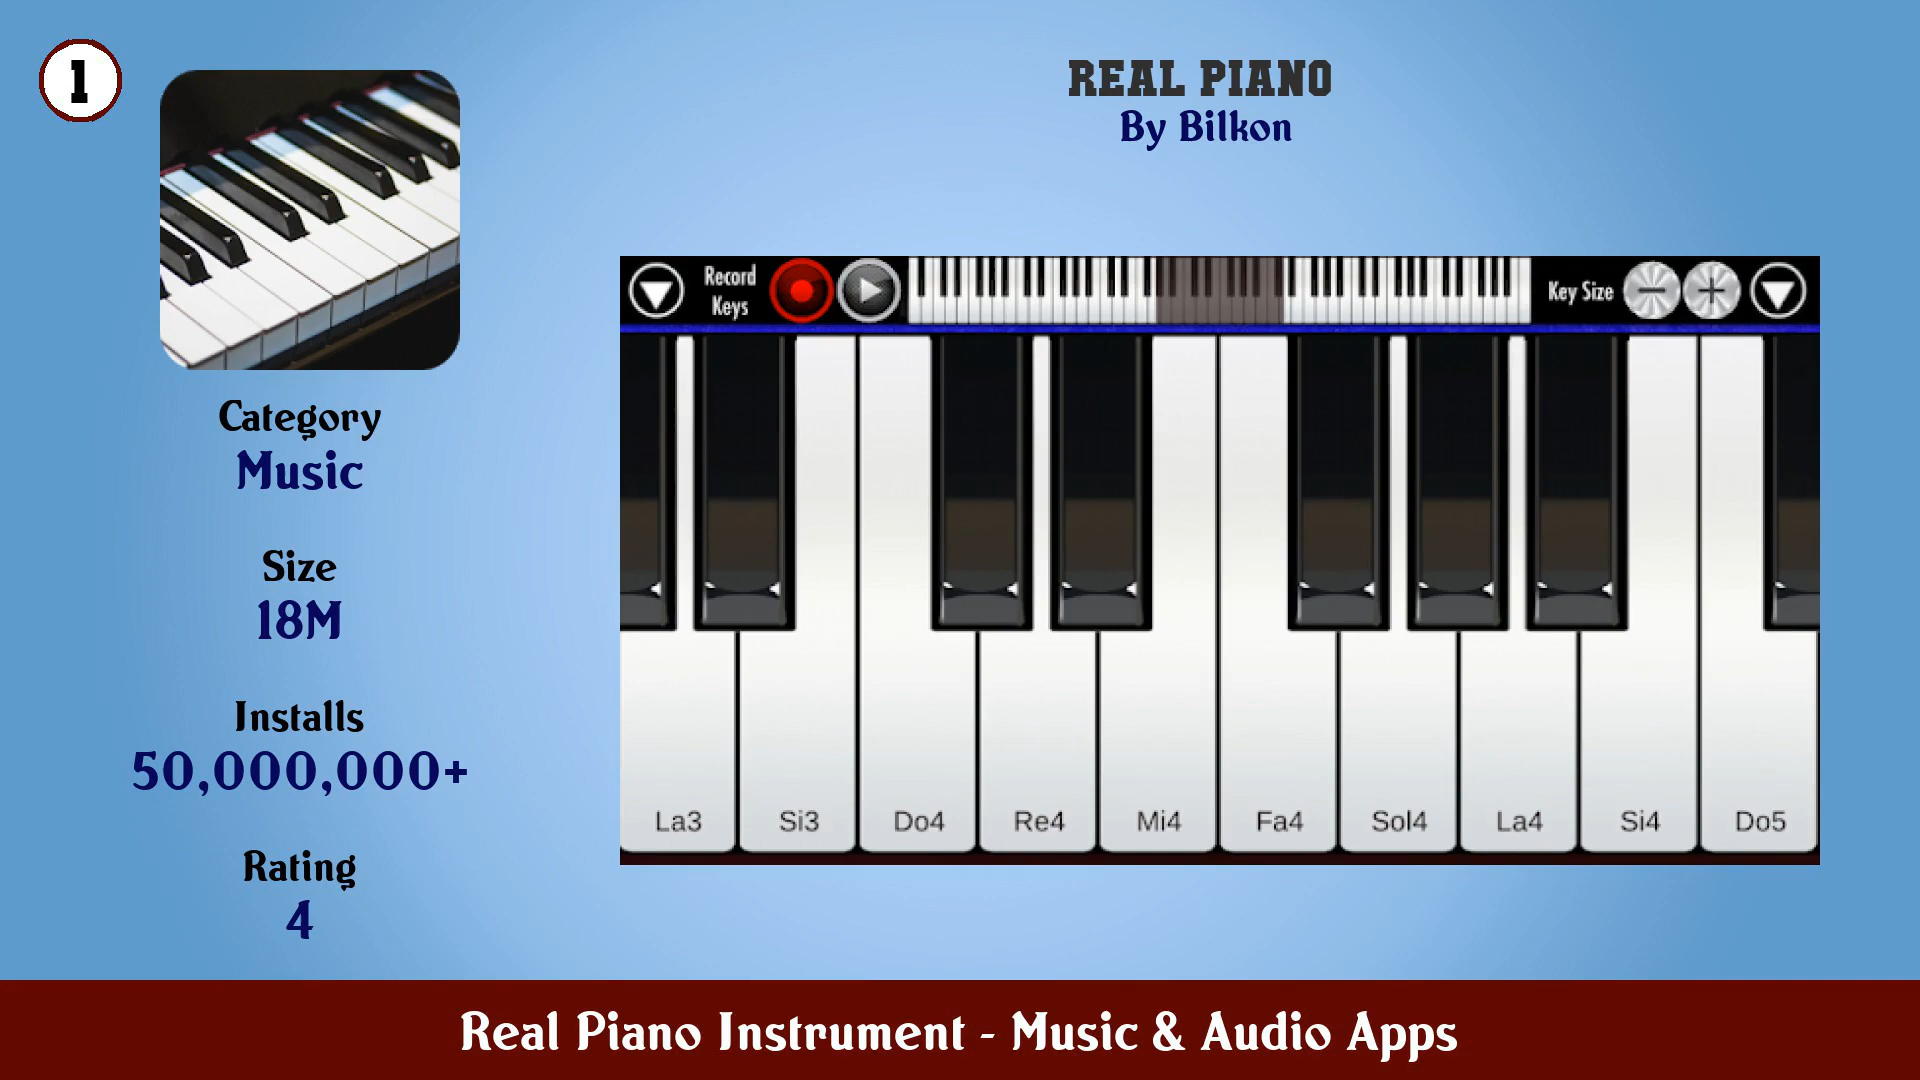 1
REAL PIANO
By Bilkon
Record
Keys
Key Size
Category
Music
Size
18M
Installs
50,000,000+
Rating
4
La3 Si3 Do4 Re4 Mi4 Fa4 Sol4 La4 Si4 Do5
Real Piano Instrument - Music & Audio Apps